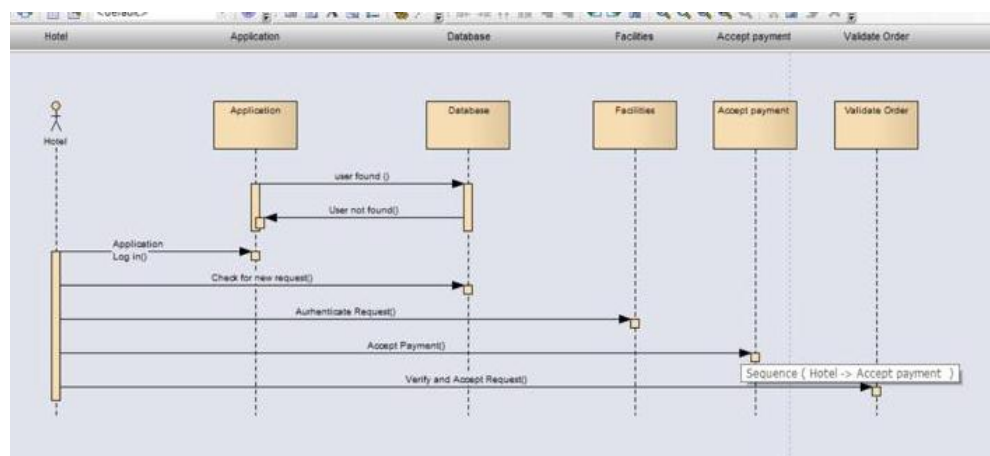 <default>
Hotel
Application
Database
Facilities
Accept payment
Validate Order
Application
Database
Facilities
Accept payment
Validate Order
Hotel
user found ()
User not found()
Application
Log in()
Check for new request()
Aurhenticate Request()
Accept Payment()
Sequence ( Hotel -> Accept payment )
Verify and Accept Request()